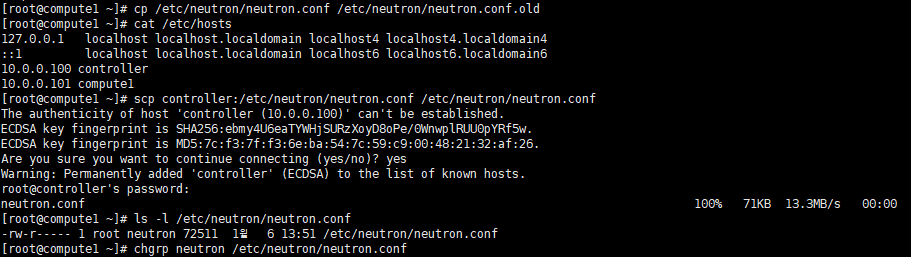 [root@compute1 ~]# cp /etc/neutron/neutron.conf /etc/neutron/neutron.conf.old
[root@compute1 ~]# cat /etc/hosts
127.0.0.1   localhost localhost.localdomain localhost4 localhost4.localdomain4
::1         localhost localhost.localdomain localhost6 localhost6.localdomain6
10.0.0.100 controller
10.0.0.101 compute1
[root@compute1 ~]# scp controller:/etc/neutron/neutron.conf /etc/neutron/neutron.conf
The authenticity of host 'controller (10.0.0.100)' can't be established.
ECDSA key fingerprint is SHA256:ebmy4U6eaTYWHjSURzXoyD8oPe/0WnwplRUU0pYRf5w.
ECDSA key fingerprint is MD5:7c:f3:7f:f3:6e:ba:54:7c:59:c9:00:48:21:32:af:26.
Are you sure you want to continue connecting (yes/no)? yes
Warning: Permanently added 'controller' (ECDSA) to the list of known hosts.
root@controller's password:
neutron.conf                                                   100%   71KB  13.3MB/s   00:00
[root@compute1 ~]# ls -l /etc/neutron/neutron.conf
-rw-r----- 1 root neutron 72511  1월   6 13:51 /etc/neutron/neutron.conf
[root@compute1 ~]# chgrp neutron /etc/neutron/neutron.conf